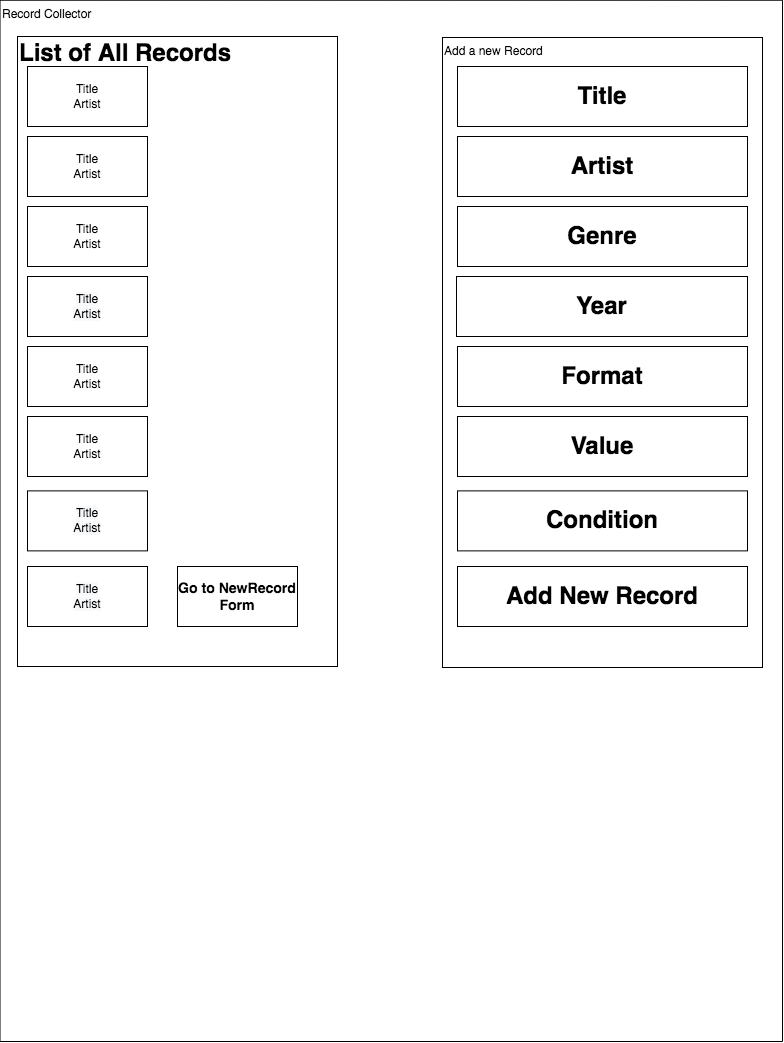 Record Collector
List of All Records
Title
Artist
Title
Artist
Title
Artist
Title
Artist
Title
Artist
Title
Artist
Title
Artist
Title
Artist
Go to NewRecord
Form
Add a new Record
Title
Artist
Genre
Year
Format
Value
Condition
Add New Record